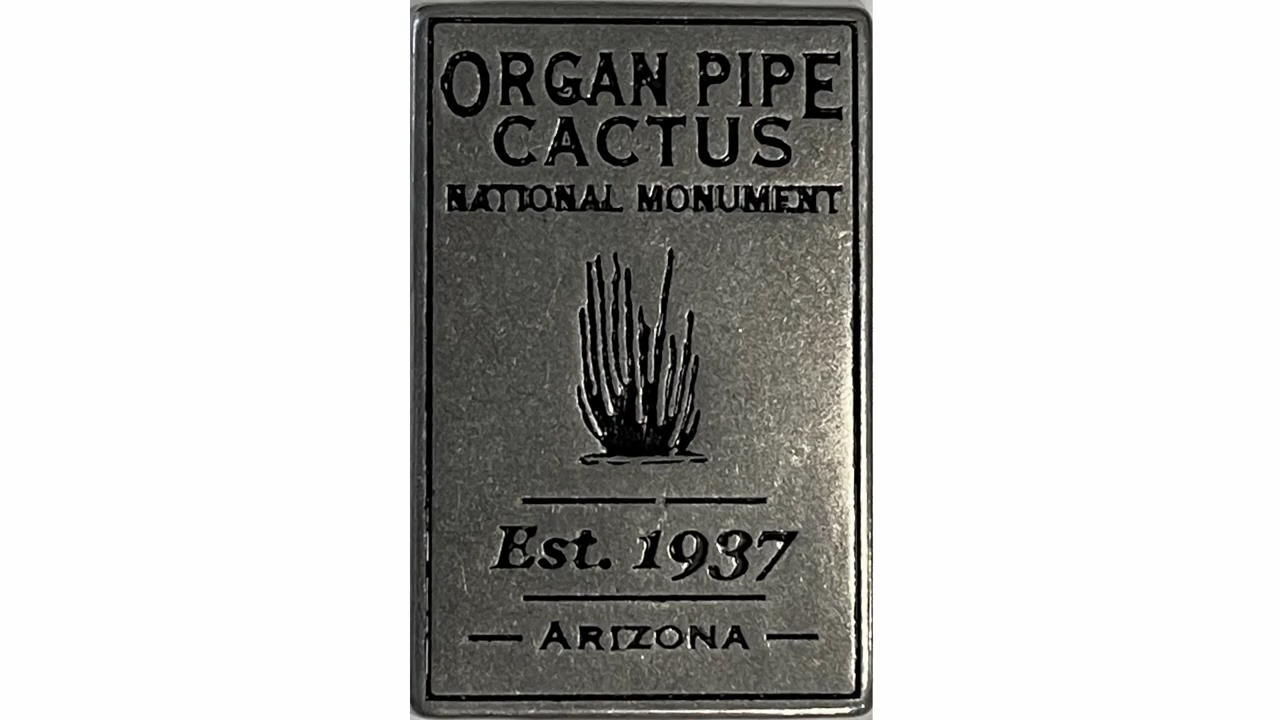 ORGAN PIPE
CACTUS
NATIONAL MONUMENT
Est. 1937
— ARIZONA —